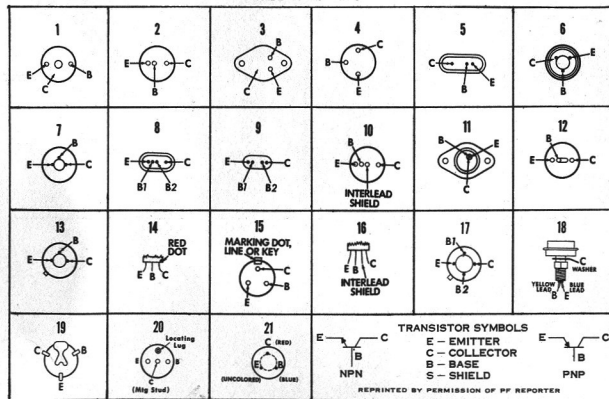 1
E
C
B
2
E
B
C
3
B
C
E
4
C
B
E
5
C
B
E
6
C
E
B
7
B
E
C
8
E
C
B1
B2
9
E
C
B1
B2
10
B
E
C
INTERLEAD
SHIELD
11
B
E
C
12
B
E
C
13
B
E
C
14
RED
DOT
E
B
C
15
MARKING DOT,
LINE OR KEY
C
B
E
16
E
B
C
INTERLEAD
SHIELD
17
B1
E
C
B2
18
C
WASHER
YELLOW
LEAD
BLUE
LEAD
B
E
19
C
B
E
20
Locating
Lug
E
B
C
(Mtg Stud)
21
C (RED)
E
B
(UNCOLORED)
(BLUE)
TRANSISTOR SYMBOLS
E – EMITTER
C – COLLECTOR
B – BASE
S – SHIELD
E
C
B
NPN
E
C
B
PNP
REPRINTED BY PERMISSION OF PF REPORTER